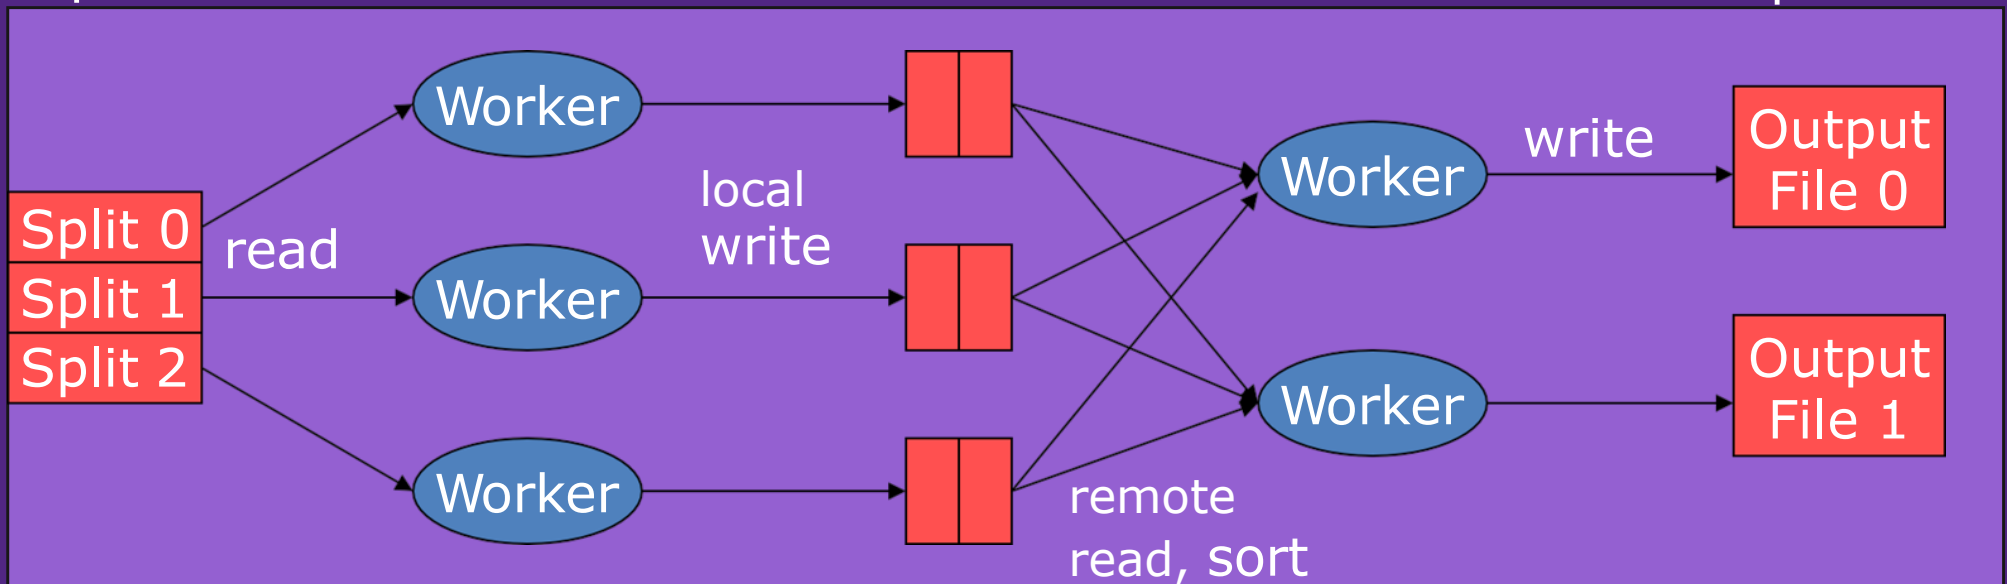 Split 0
Split 1
Split 2
read
Worker
Worker
Worker
local
write
remote
read, sort
Worker
Worker
write
Output
File 0
Output
File 1